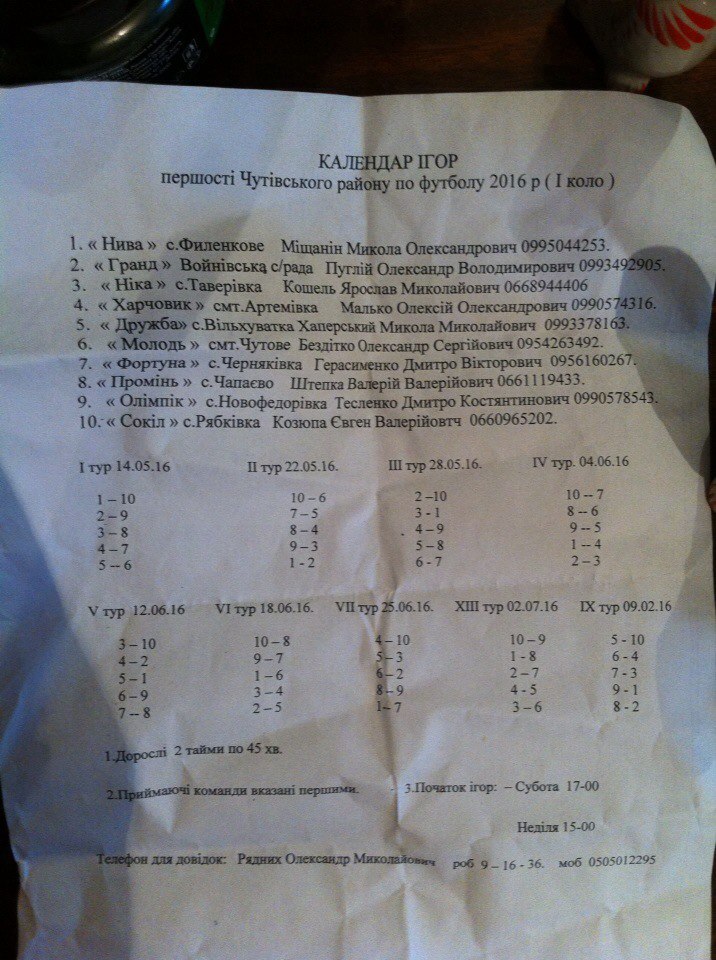 КАЛЕНДАР ІГОР
першості Чутівського району по футболу 2016 р ( І коло )
1. « Нива » с.Филенкове Міщанін Микола Олександрович 0995044253.
2. « Гранд » Войнівська с/рада Пуглій Олександр Володимирович 0993492905.
3. « Ніка » с.Таверівка Кошель Ярослав Миколайович 0668944406
4. « Харчовик » смт.Артемівка Малько Олексій Олександрович 0990574316.
5. « Дружба» с.Вільхуватка Хаперський Микола Миколайович 0993378163.
6. « Молодь » смт.Чутове Бездітко Олександр Сергійович 0954263492.
7. « Фортуна » с.Черняківка Герасименко Дмитро Вікторович 0956160267.
8. « Промінь » с.Чапаєво Штепка Валерій Валерійович 0661119433.
9. « Олімпік » с.Новофедорівка Тесленко Дмитро Костянтинович 0990578543.
10. « Сокіл » с.Рябківка Козюпа Євген Валерійовтч 0660965202.
І тур 14.05.16 ІІ тур 22.05.16. ІІІ тур 28.05.16. ІV тур. 04.06.16
1 – 10 10 – 6 2 –10 10 -- 7
2 – 9 7 – 5 3 - 1 8 -- 6
3 – 8 8 – 4 4 – 9 9 -- 5
4 – 7 9 – 3 5 – 8 1 -- 4
5 -- 6 1 - 2 6 - 7 2 – 3
V тур 12.06.16 VI тур 18.06.16. VII тур 25.06.16. XIII тур 02.07.16 IX тур 09.02.16
3 – 10 10 – 8 4 – 10 10 – 9 5 - 10
4 – 2 9 – 7 5 – 3 1 - 8 6 - 4
5 – 1 1 – 6 6 – 2 2 – 7 7 - 3
6 – 9 3 – 4 8 – 9 4 - 5 9 - 1
7 -- 8 2 – 5 1– 7 3 – 6 8 - 2
1.Дорослі 2 тайми по 45 хв.
2.Приймаючі команди вказані першими. 3.Початок ігор: – Субота 17-00
Неділя 15-00
Телефон для довідок: Рядних Олександр Миколайович роб 9 – 16 - 36. моб 0505012295